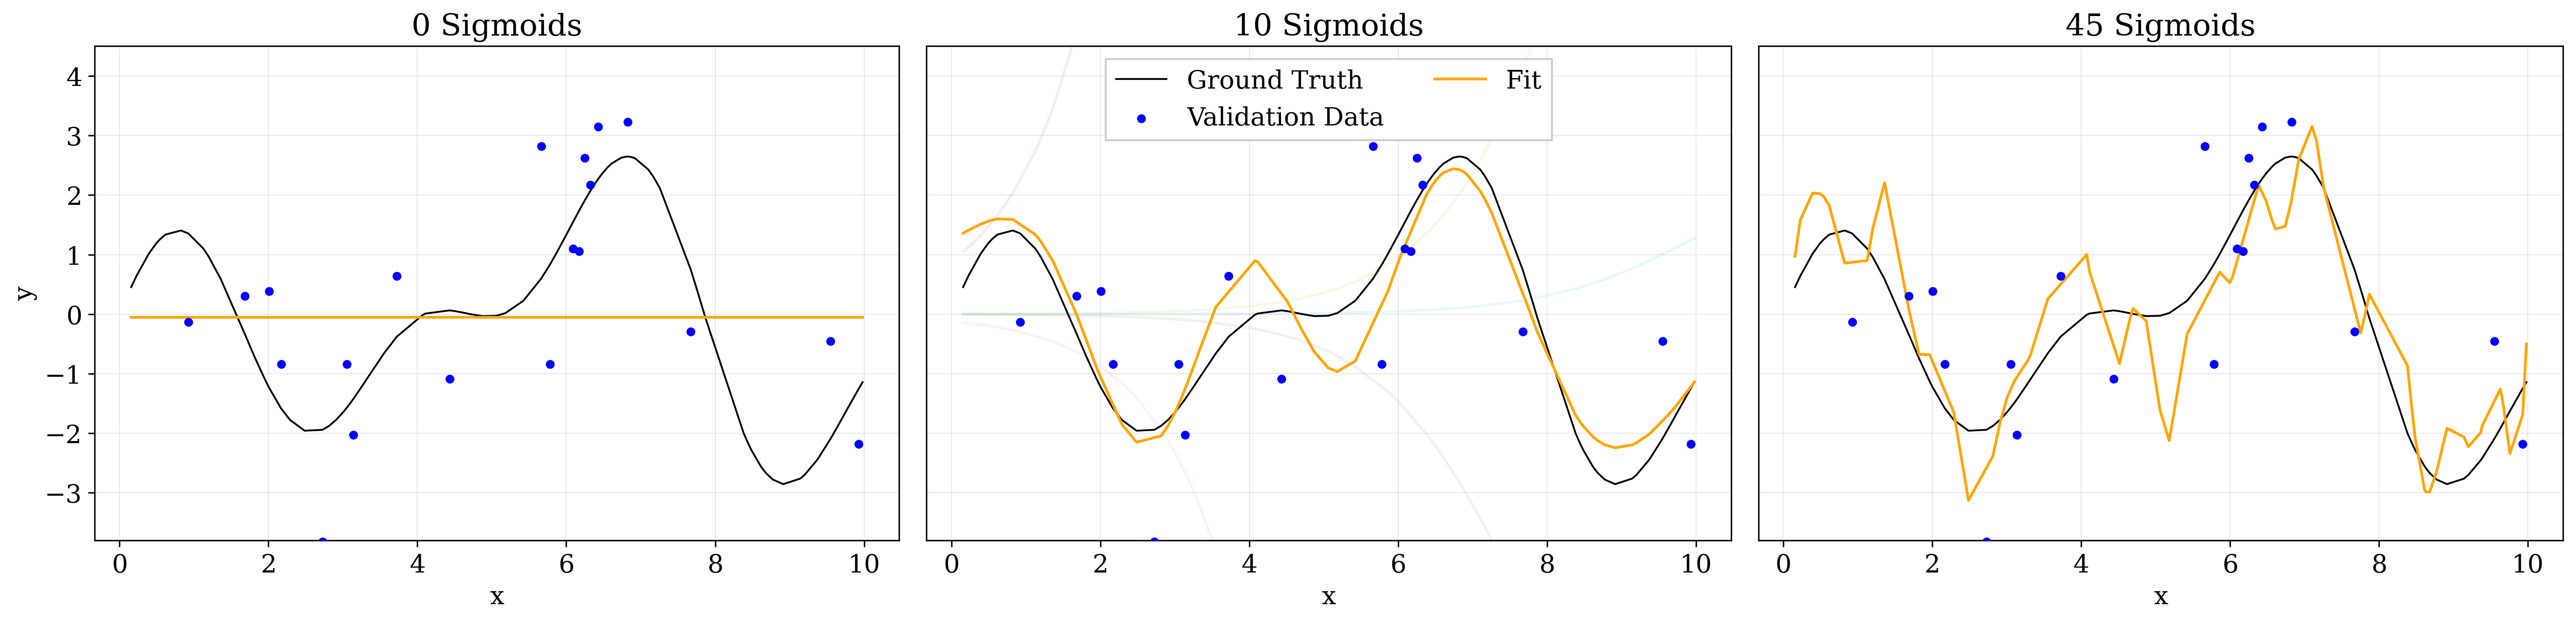 0 Sigmoids
10 Sigmoids
45 Sigmoids
Ground Truth
Fit
Validation Data
y
4
3
2
1
0
−1
−2
−3
0 2 4 6 8 10
0 2 4 6 8 10
0 2 4 6 8 10
x
x
x